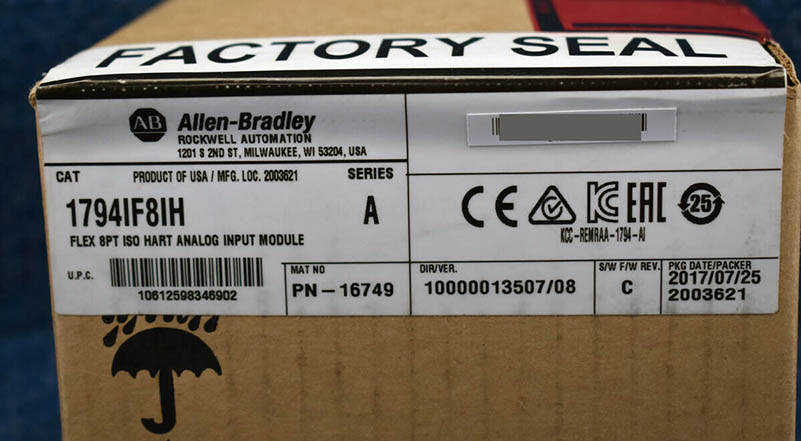 FACTORY SEAL
AB Allen-Bradley
ROCKWELL AUTOMATION
1201 S 2ND ST, MILWAUKEE, WI 53204, USA
CAT PRODUCT OF USA / MFG. LOC. 2003621 SERIES
1794IF8IH A
FLEX 8PT ISO HART ANALOG INPUT MODULE
CE KC EAC 25
KCC-REMRAA-1794-AI
U.P.C.
10612598346902
MAT NO
PN-16749
DIR/VER.
10000013507/08
S/W F/W REV.
C
PKG DATE/PACKER
2017/07/25
2003621